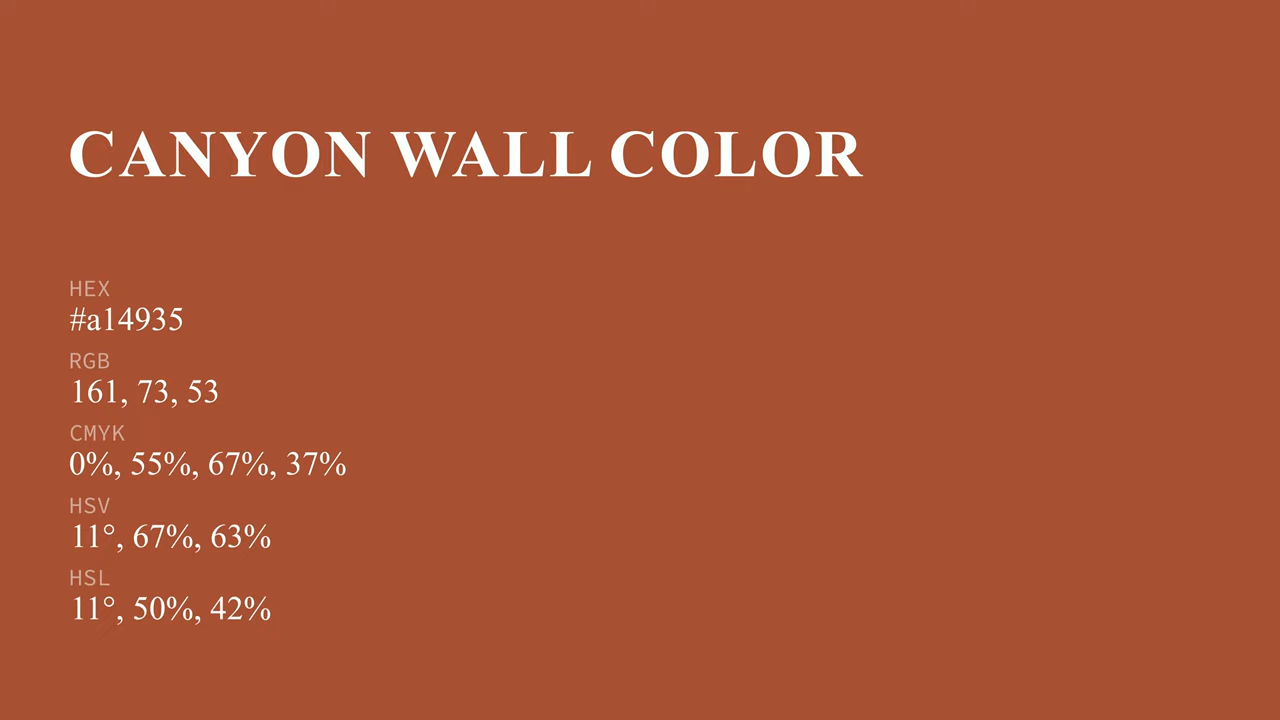 CANYON WALL COLOR
HEX
#a14935
RGB
161, 73, 53
CMYK
0%, 55%, 67%, 37%
HSV
11°, 67%, 63%
HSL
11°, 50%, 42%